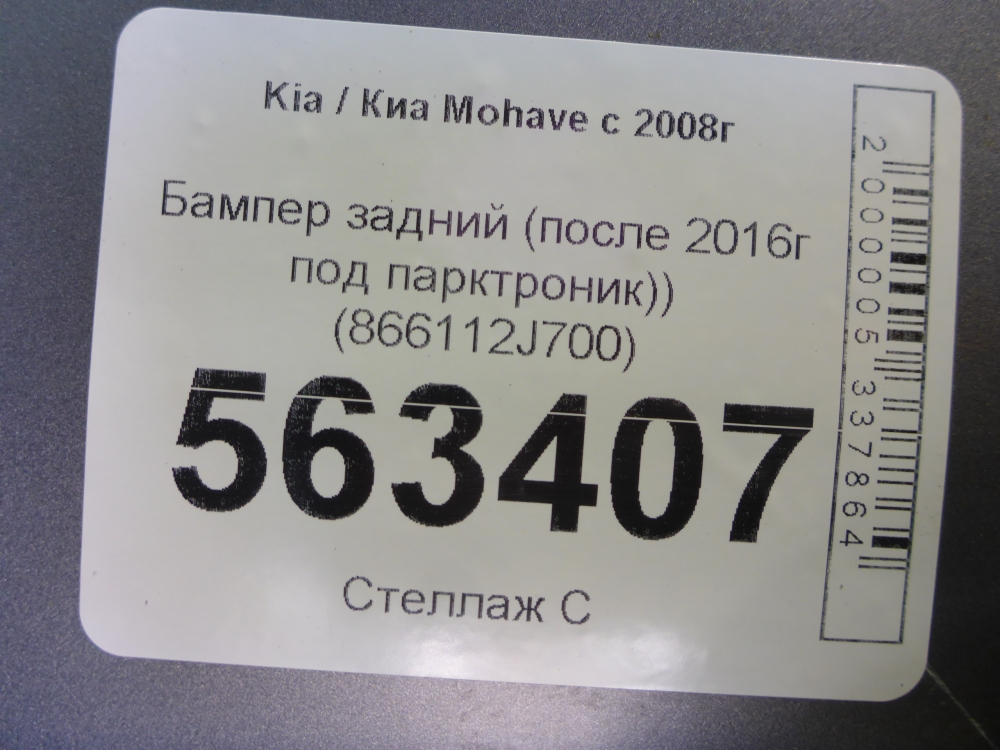 Kia / Киа Mohave с 2008г
Бампер задний (после 2016г
под парктроник))
(866112J700)
563407
Стеллаж С
2000005337864